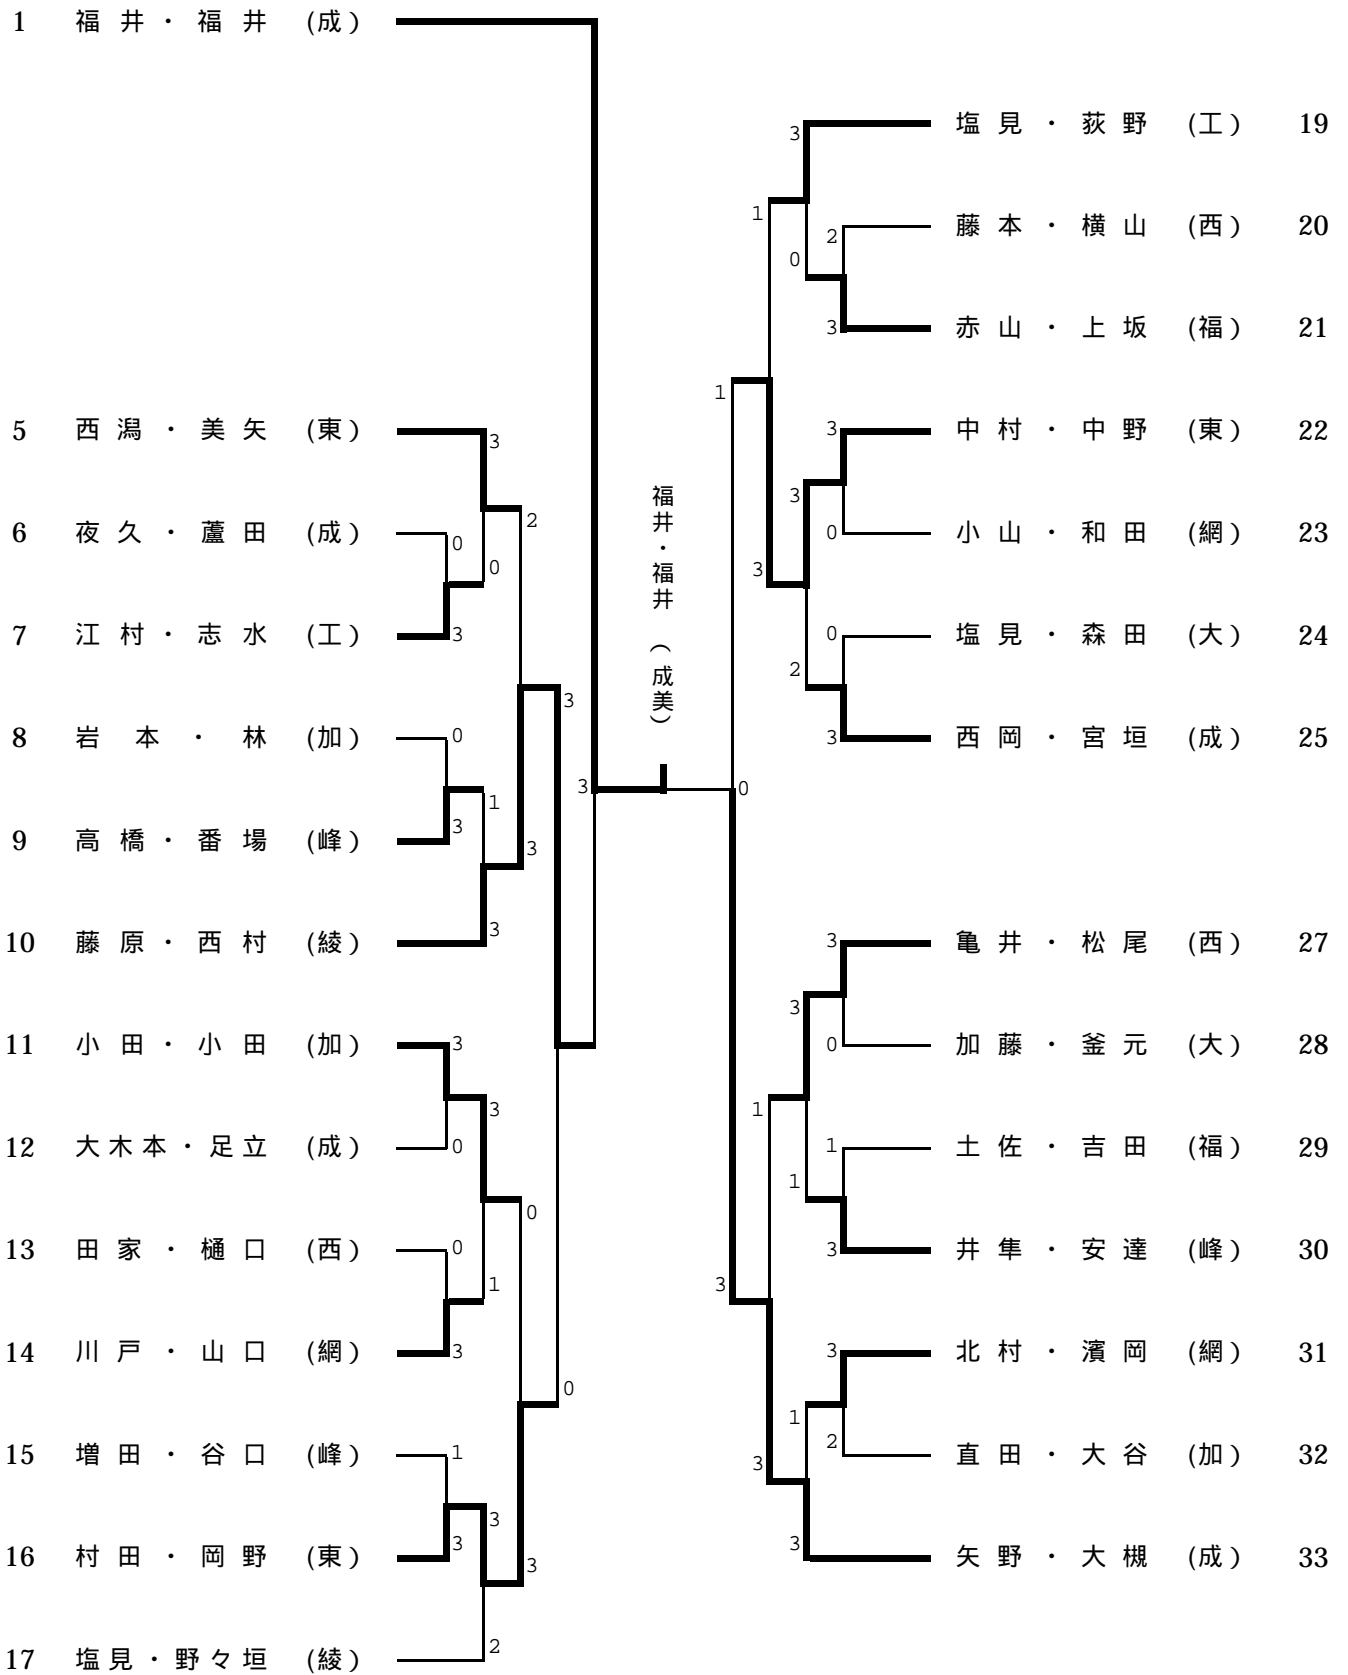 1 福井・福井 (成)
5 西潟・美矢 (東)
6 夜久・蘆田 (成)
7 江村・志水 (工)
8 岩本・林 (加)
9 高橋・番場 (峰)
10 藤原・西村 (綾)
11 小田・小田 (加)
12 大木本・足立 (成)
13 田家・樋口 (西)
14 川戸・山口 (網)
15 増田・谷口 (峰)
16 村田・岡野 (東)
17 塩見・野々垣 (綾)
3
0
3
0
2
0
3
1
3
3
3
3
0
3
0
3
1
0
1
3
3
2
3
0
3
福井・福井 (成美)
0
1
3
1
3
1
3
3
0
3
2
3
1
1
3
2
3
3
0
0
3
3
0
1
3
3
2
塩見・荻野 (工) 19
藤本・横山 (西) 20
赤山・上坂 (福) 21
中村・中野 (東) 22
小山・和田 (網) 23
塩見・森田 (大) 24
西岡・宮垣 (成) 25
亀井・松尾 (西) 27
加藤・釜元 (大) 28
土佐・吉田 (福) 29
井隼・安達 (峰) 30
北村・濱岡 (網) 31
直田・大谷 (加) 32
矢野・大槻 (成) 33